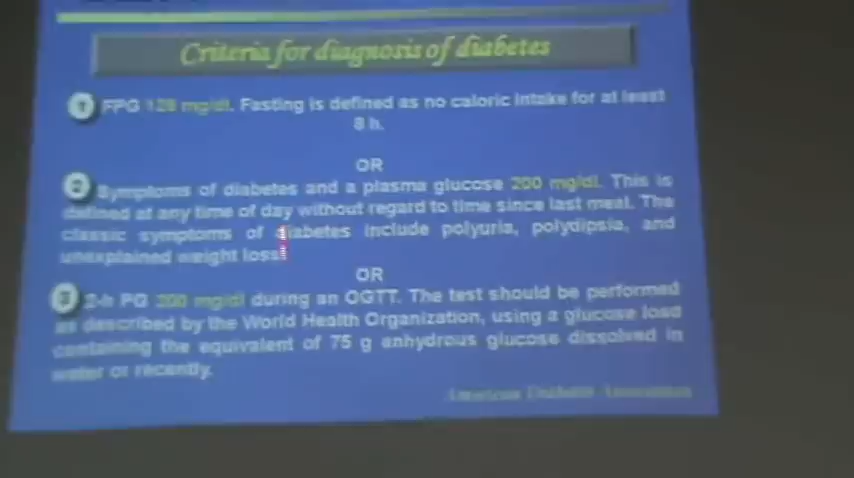 Criteria for diagnosis of diabetes
1 FPG 126 mg/dl. Fasting is defined as no caloric intake for at least
8 h.
OR
2 Symptoms of diabetes and a plasma glucose 200 mg/dl. This is
defined at any time of day without regard to time since last meal. The
classic symptoms of diabetes include polyuria, polydipsia, and
unexplained weight loss.
OR
3 2-h PG 200 mg/dl during an OGTT. The test should be performed
as described by the World Health Organization, using a glucose load
containing the equivalent of 75 g anhydrous glucose dissolved in
water or recently.
American Diabetes Association